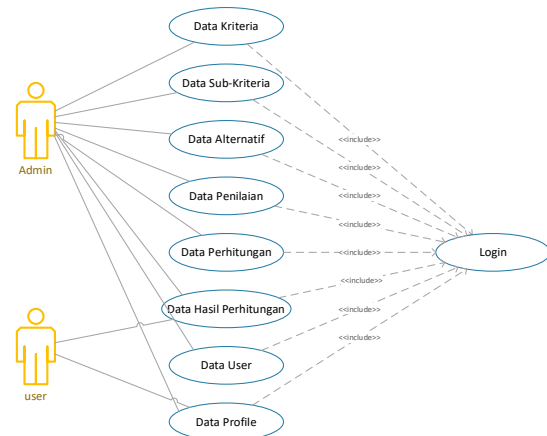 Data Kriteria
Data Sub-Kriteria
Admin
<<include>>
Data Alternatif
<<include>>
Data Penilaian
<<include>>
<<include>>
Data Perhitungan
<<include>>
Login
<<include>>
Data Hasil Perhitungan
<<include>>
user
<<include>>
Data User
Data Profile